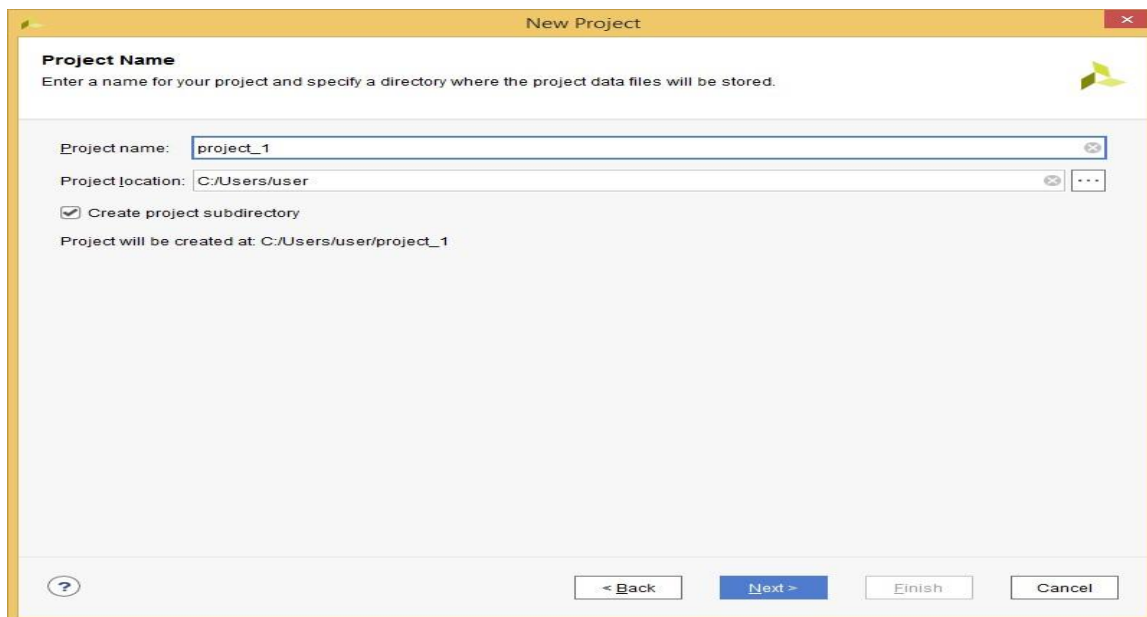 New Project
Project Name
Enter a name for your project and specify a directory where the project data files will be stored.
Project name: project_1
Project location: C:/Users/user
Create project subdirectory
Project will be created at: C:/Users/user/project_1
? < Back Next > Finish Cancel